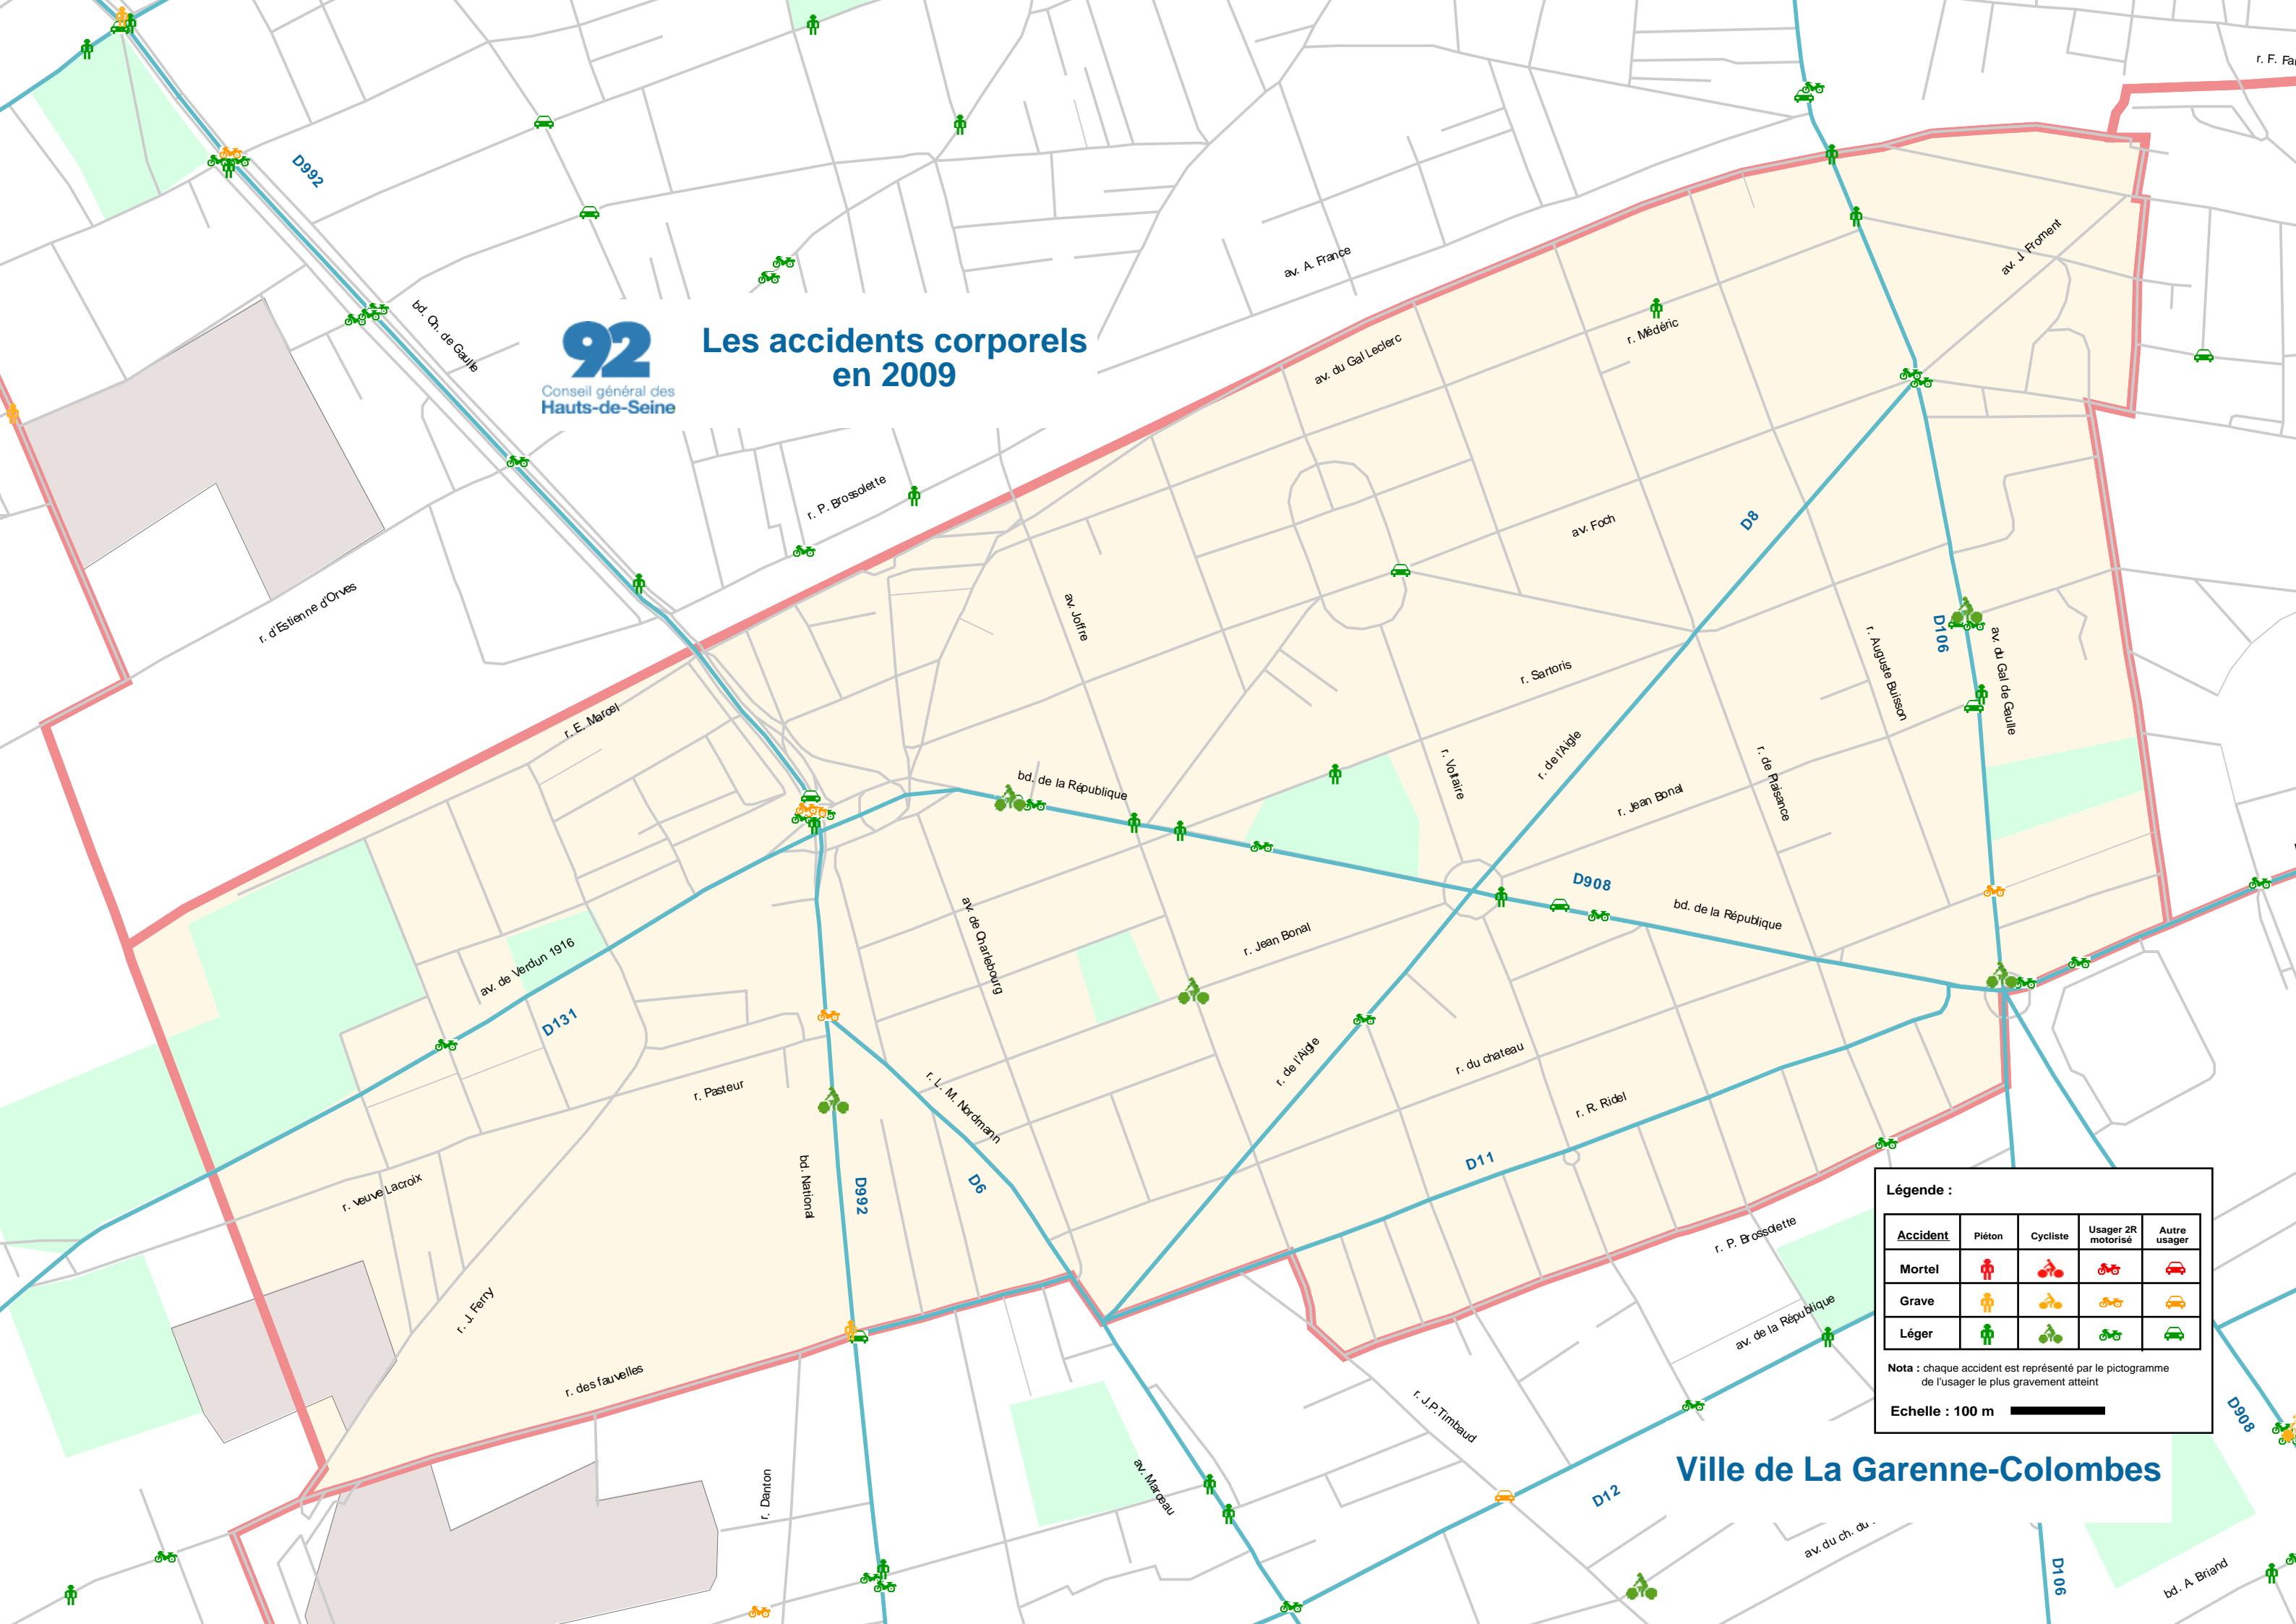 r. F. Fa
D992
av. J. Froment
av. A. France
bd. Ch. de Gaulle
92
Conseil général des
Hauts-de-Seine
Les accidents corporels
en 2009
r. Médéric
av. du Gal Leclerc
r. P. Brossolette
av. Foch
D8
r. d'Estienne d'Orves
av. Joffre
D106
r. Auguste Buisson
av. du Gal de Gaulle
r. Sartoris
r. E. Marcel
r. de l'Aigle
r. Voltaire
r. de Plaisance
bd. de la République
r. Jean Bonal
D908
bd. de la République
av. de Charlebourg
r. Jean Bonal
av. de Verdun 1916
D131
r. de l'Aigle
r. du chateau
r. Pasteur
r. L. M. Nordmann
r. R. Ridel
D11
bd. National
D992
D6
r. veuve Lacroix
r. P. Brossolette
r. J. Ferry
av. de la République
r. des fauvelles
r. J.P.Timbaud
av. Marceau
r. Danton
D12
av. du ch. du
D908
D106
bd. A. Briand
Légende :
Accident Piéton Cycliste Usager 2R motorisé Autre usager
Mortel
Grave
Léger
Nota : chaque accident est représenté par le pictogramme
de l'usager le plus gravement atteint
Echelle : 100 m
Ville de La Garenne-Colombes